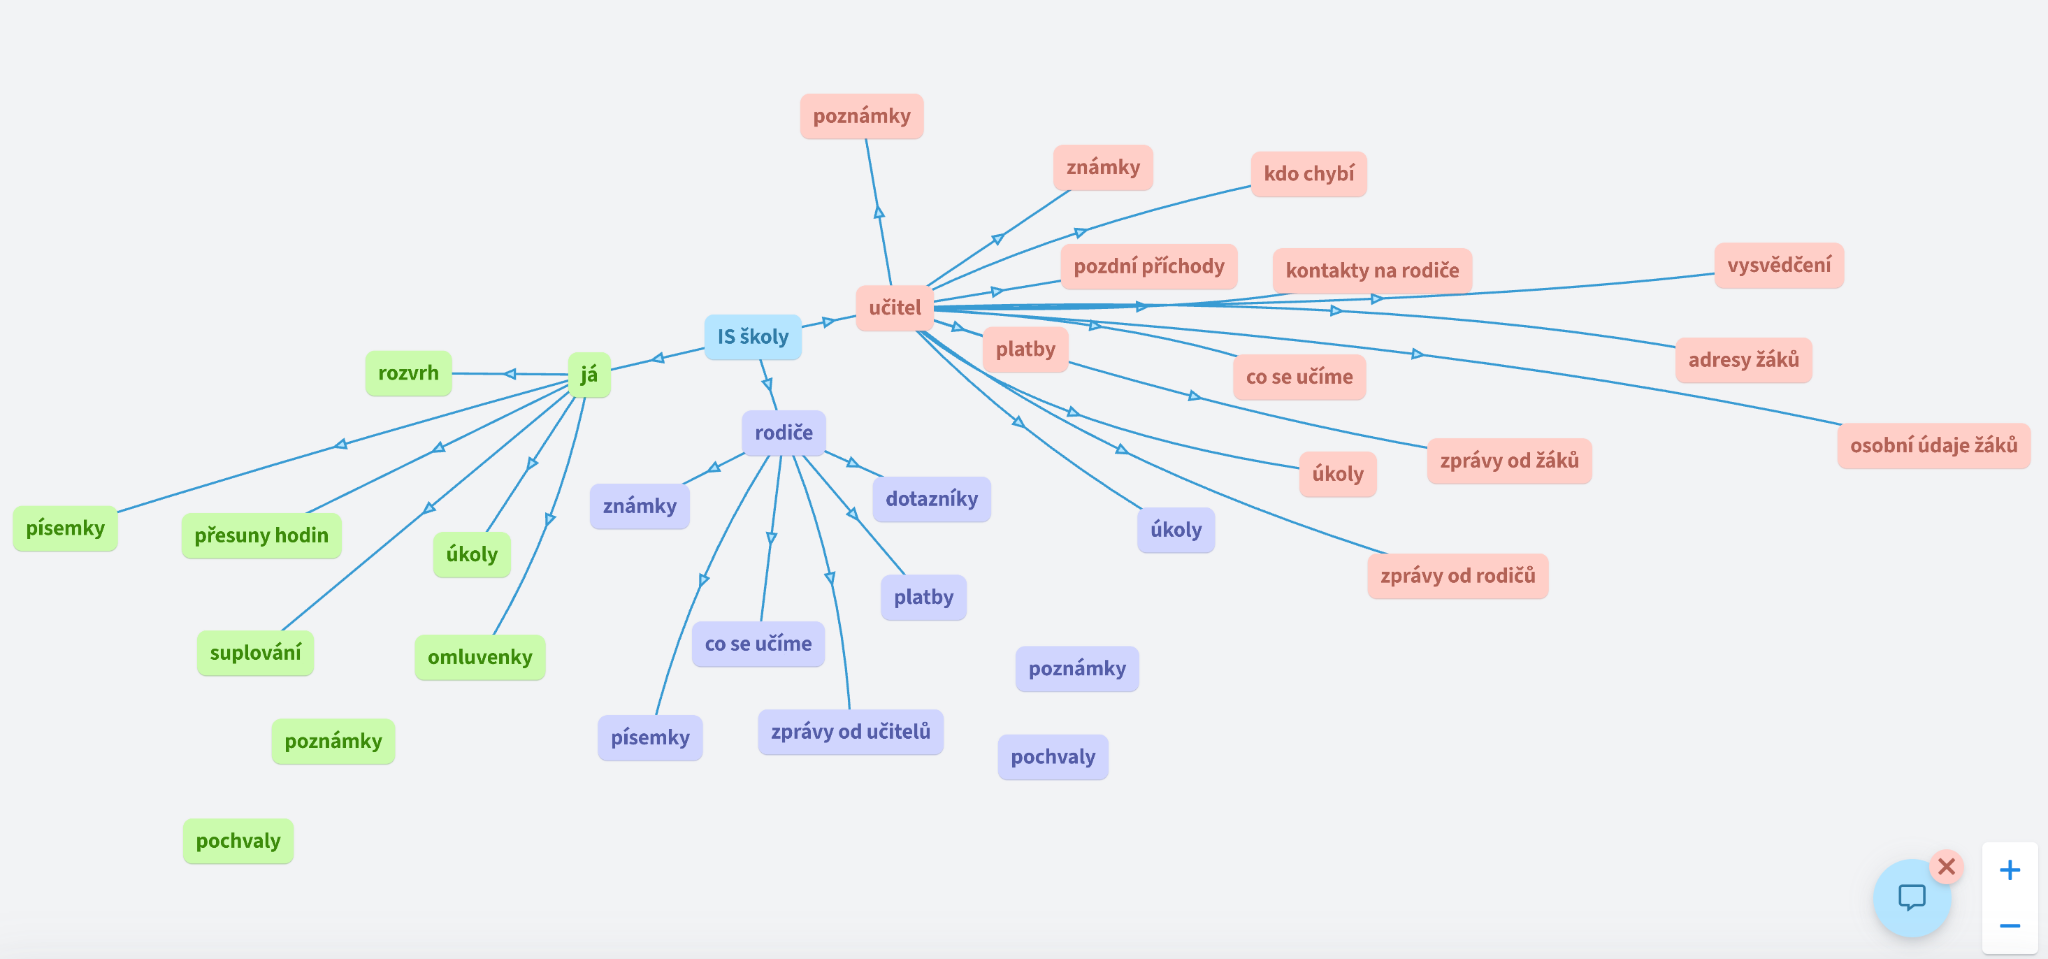 poznámky
známky
kdo chybí
pozdní příchody
kontakty na rodiče
vysvědčení
učitel
IS školy
platby
co se učíme
adresy žáků
rozvrh
já
rodiče
úkoly
zprávy od žáků
osobní údaje žáků
písemky
přesuny hodin
úkoly
známky
dotazníky
úkoly
zprávy od rodičů
platby
suplování
omluvenky
co se učíme
poznámky
poznámky
písemky
zprávy od učitelů
pochvaly
pochvaly